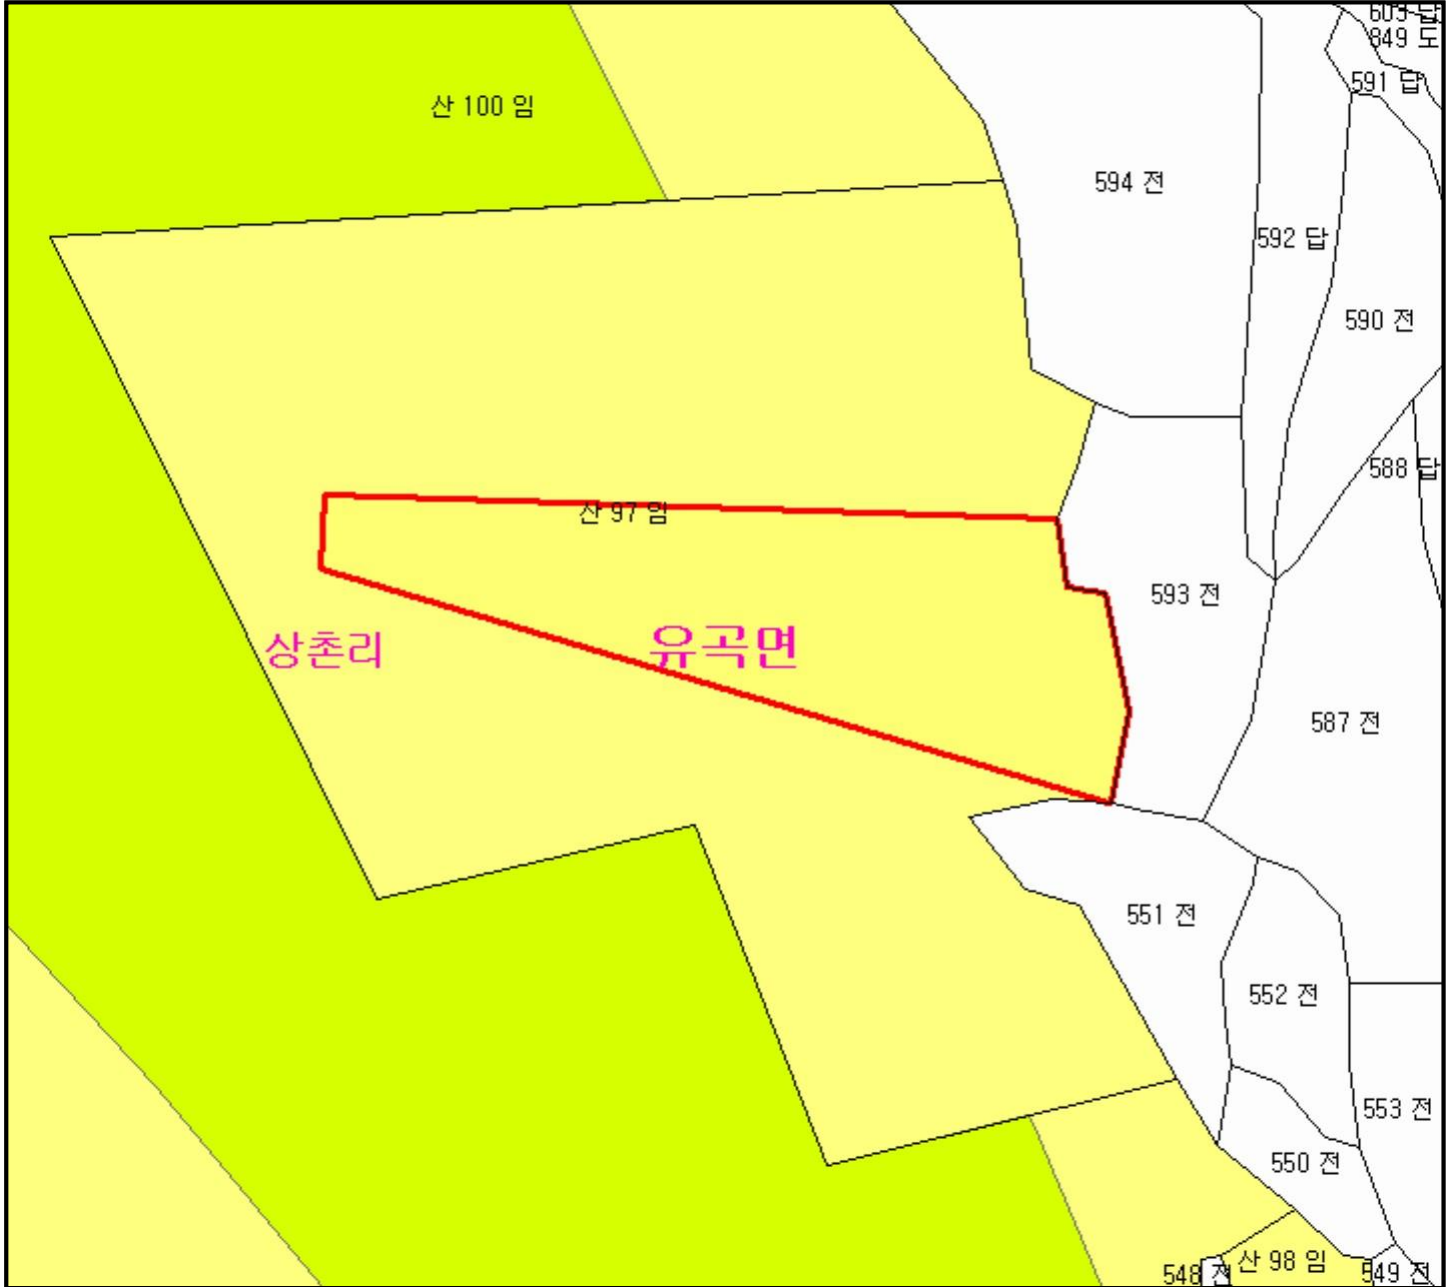 609 답
849 도
591 답
산 100 임
594 전
592 답
590 전
588 답
산 97 임
593 전
상촌리
유곡면
587 전
551 전
552 전
553 전
550 전
산 98 임
548 전
549 전